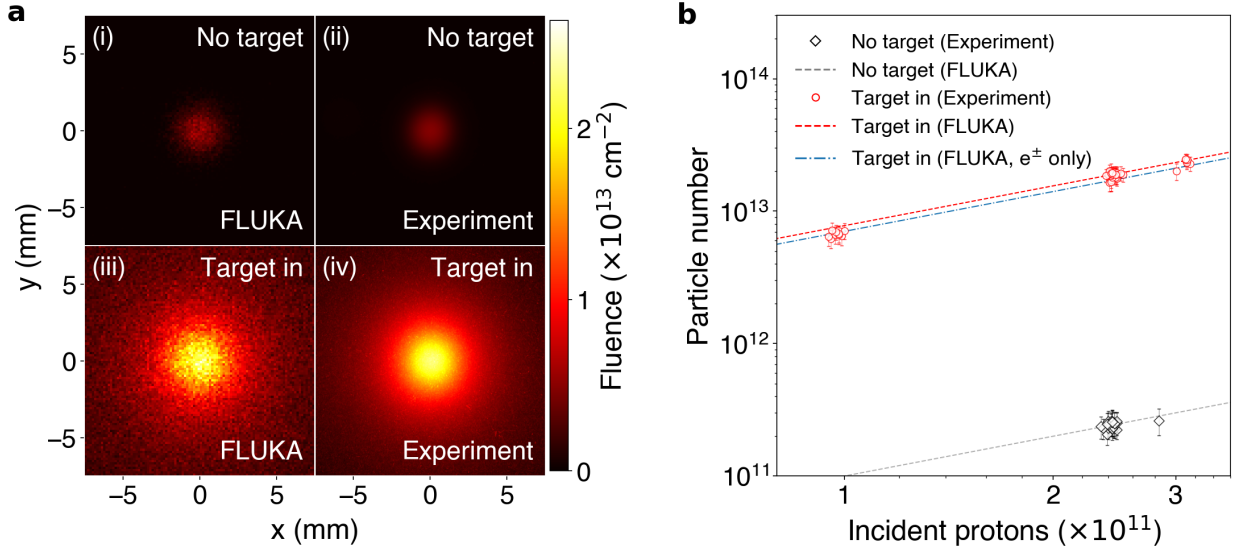 a
(i) No target
(ii) No target
FLUKA
Experiment
(iii) Target in
(iv) Target in
FLUKA
Experiment
5
0
−5
5
0
−5
y (mm)
−5 0 5
−5 0 5
x (mm)
2
1
0
Fluence (×10¹³ cm⁻²)
b
No target (Experiment)
No target (FLUKA)
Target in (Experiment)
Target in (FLUKA)
Target in (FLUKA, e± only)
10¹⁴
10¹³
10¹²
10¹¹
Particle number
1 2 3
Incident protons (×10¹¹)